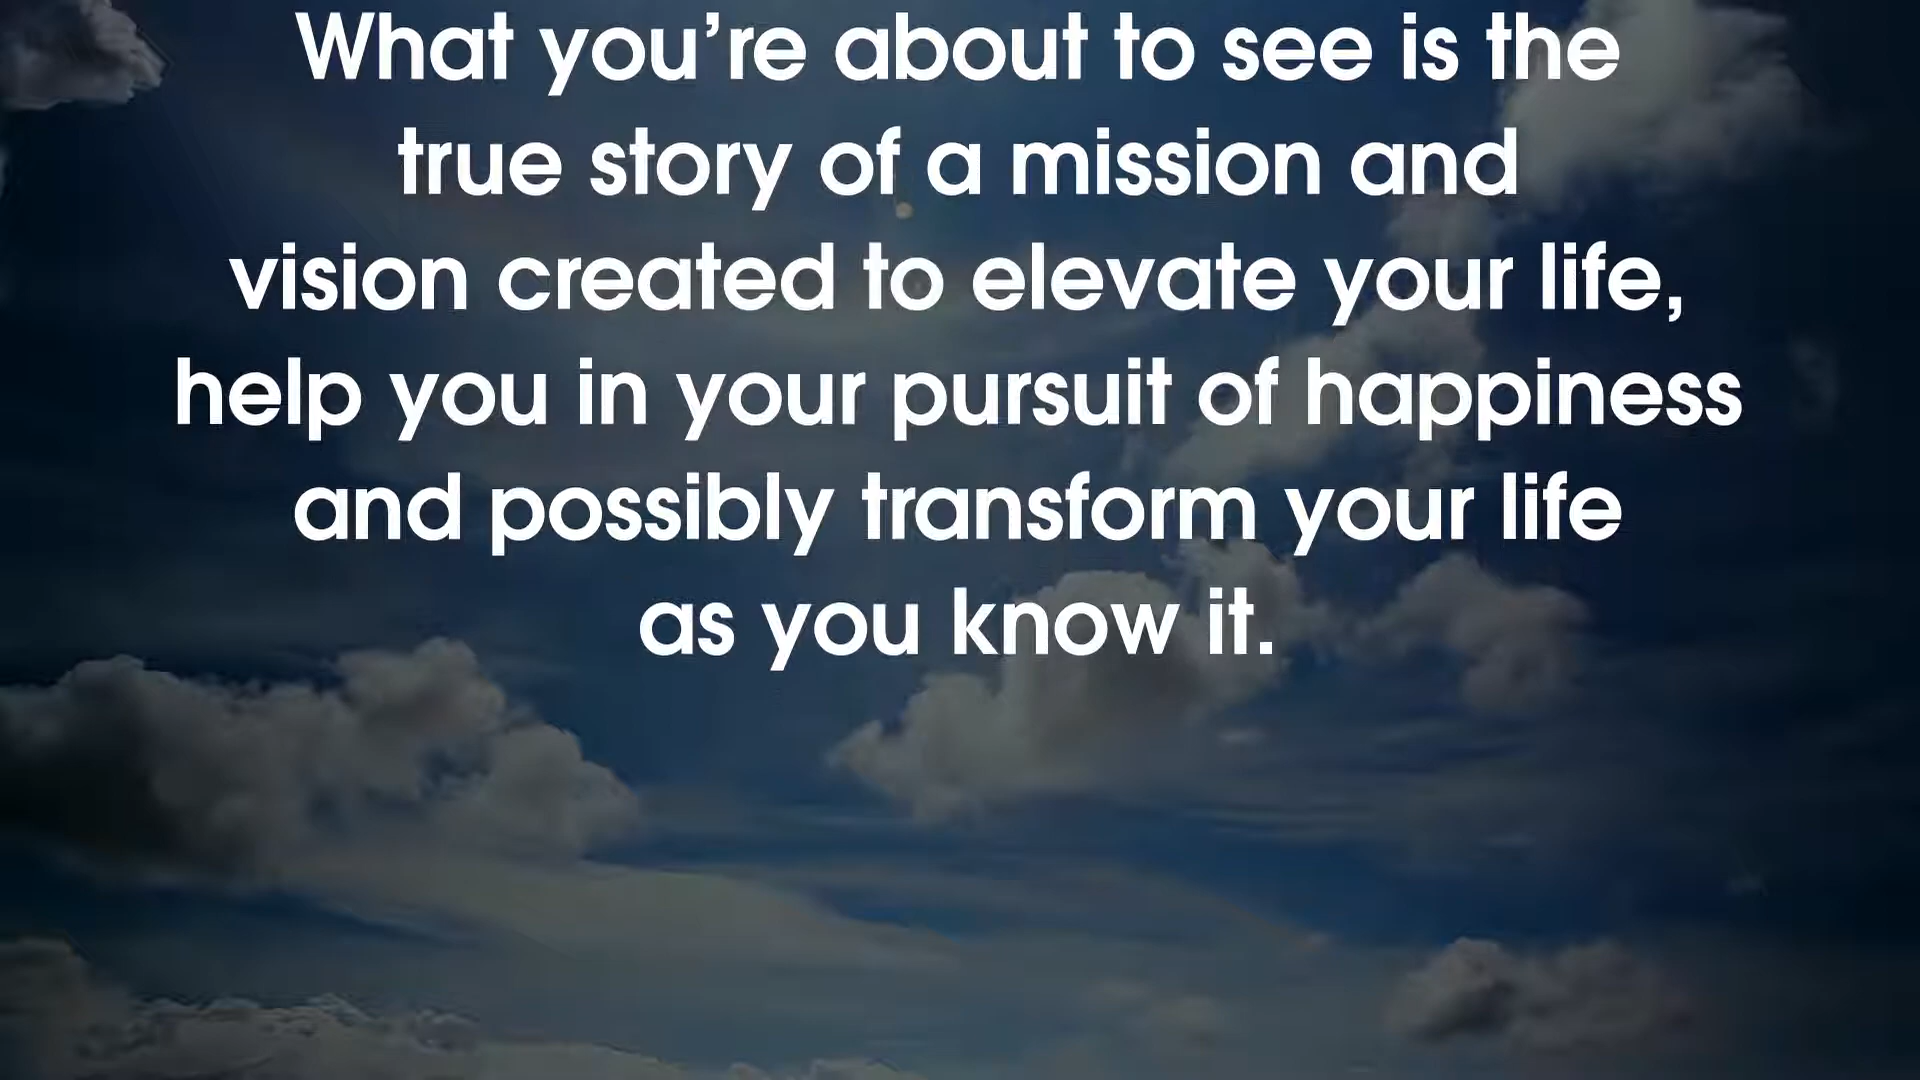 What you’re about to see is the
true story of a mission and
vision created to elevate your life,
help you in your pursuit of happiness
and possibly transform your life
as you know it.